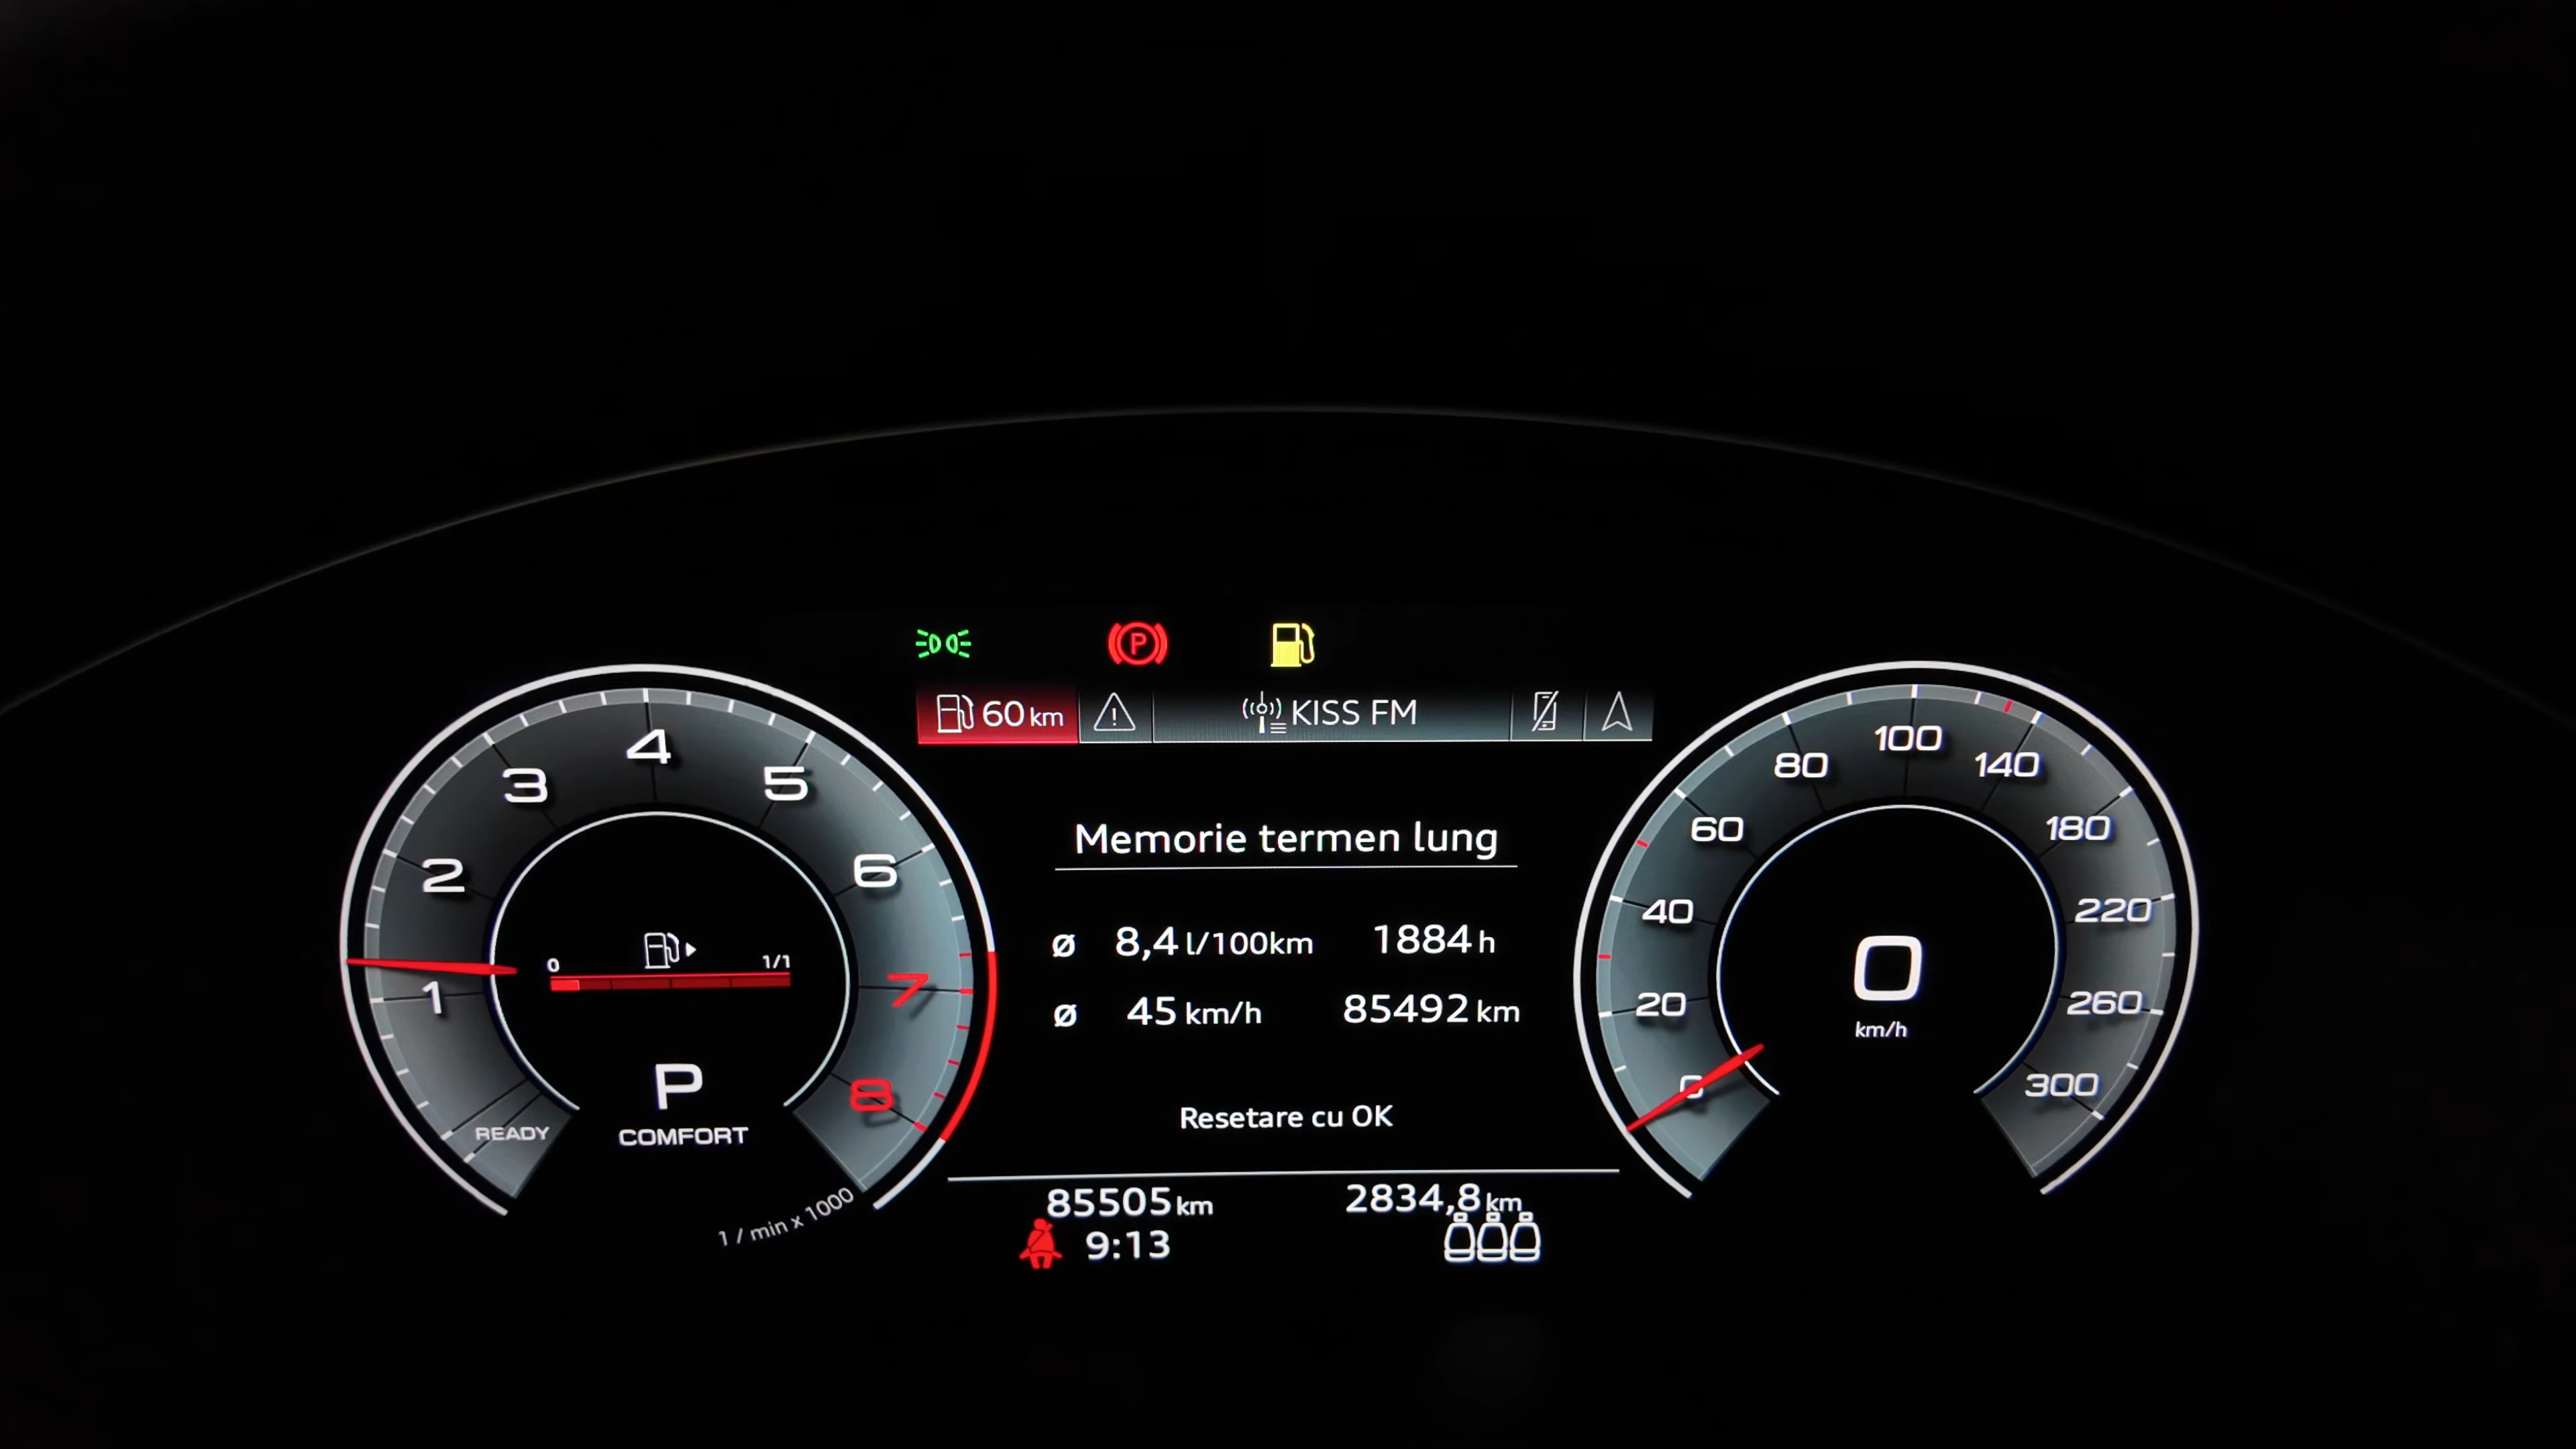 60 km
KISS FM
1
2
3
4
5
6
7
8
0
1/1
READY
P
COMFORT
1 / min x 1000
Memorie termen lung
ø 8,4 l/100km 1884 h
ø 45 km/h 85492 km
Resetare cu OK
85505 km 2834,8 km
9:13
0
20
40
60
80
100
140
180
220
260
300
0
km/h
P